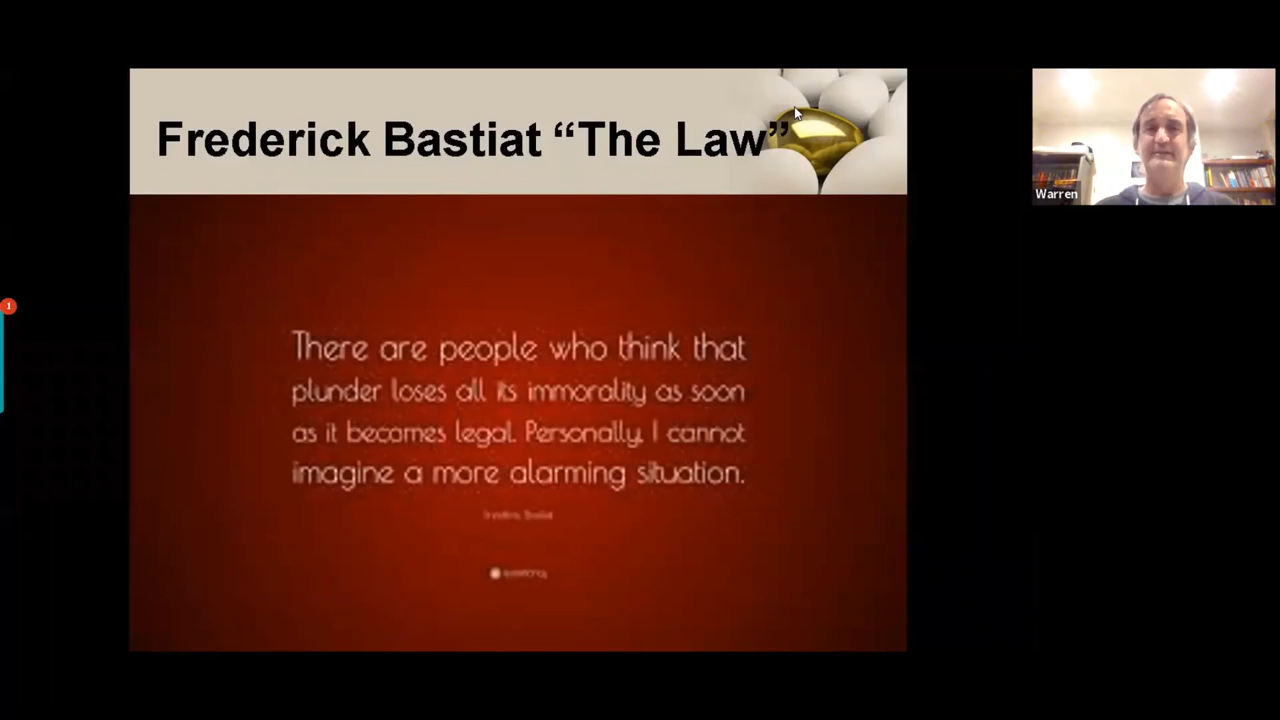 Frederick Bastiat “The Law”
Warren
1
There are people who think that
plunder loses all its immorality as soon
as it becomes legal. Personally, I cannot
imagine a more alarming situation.